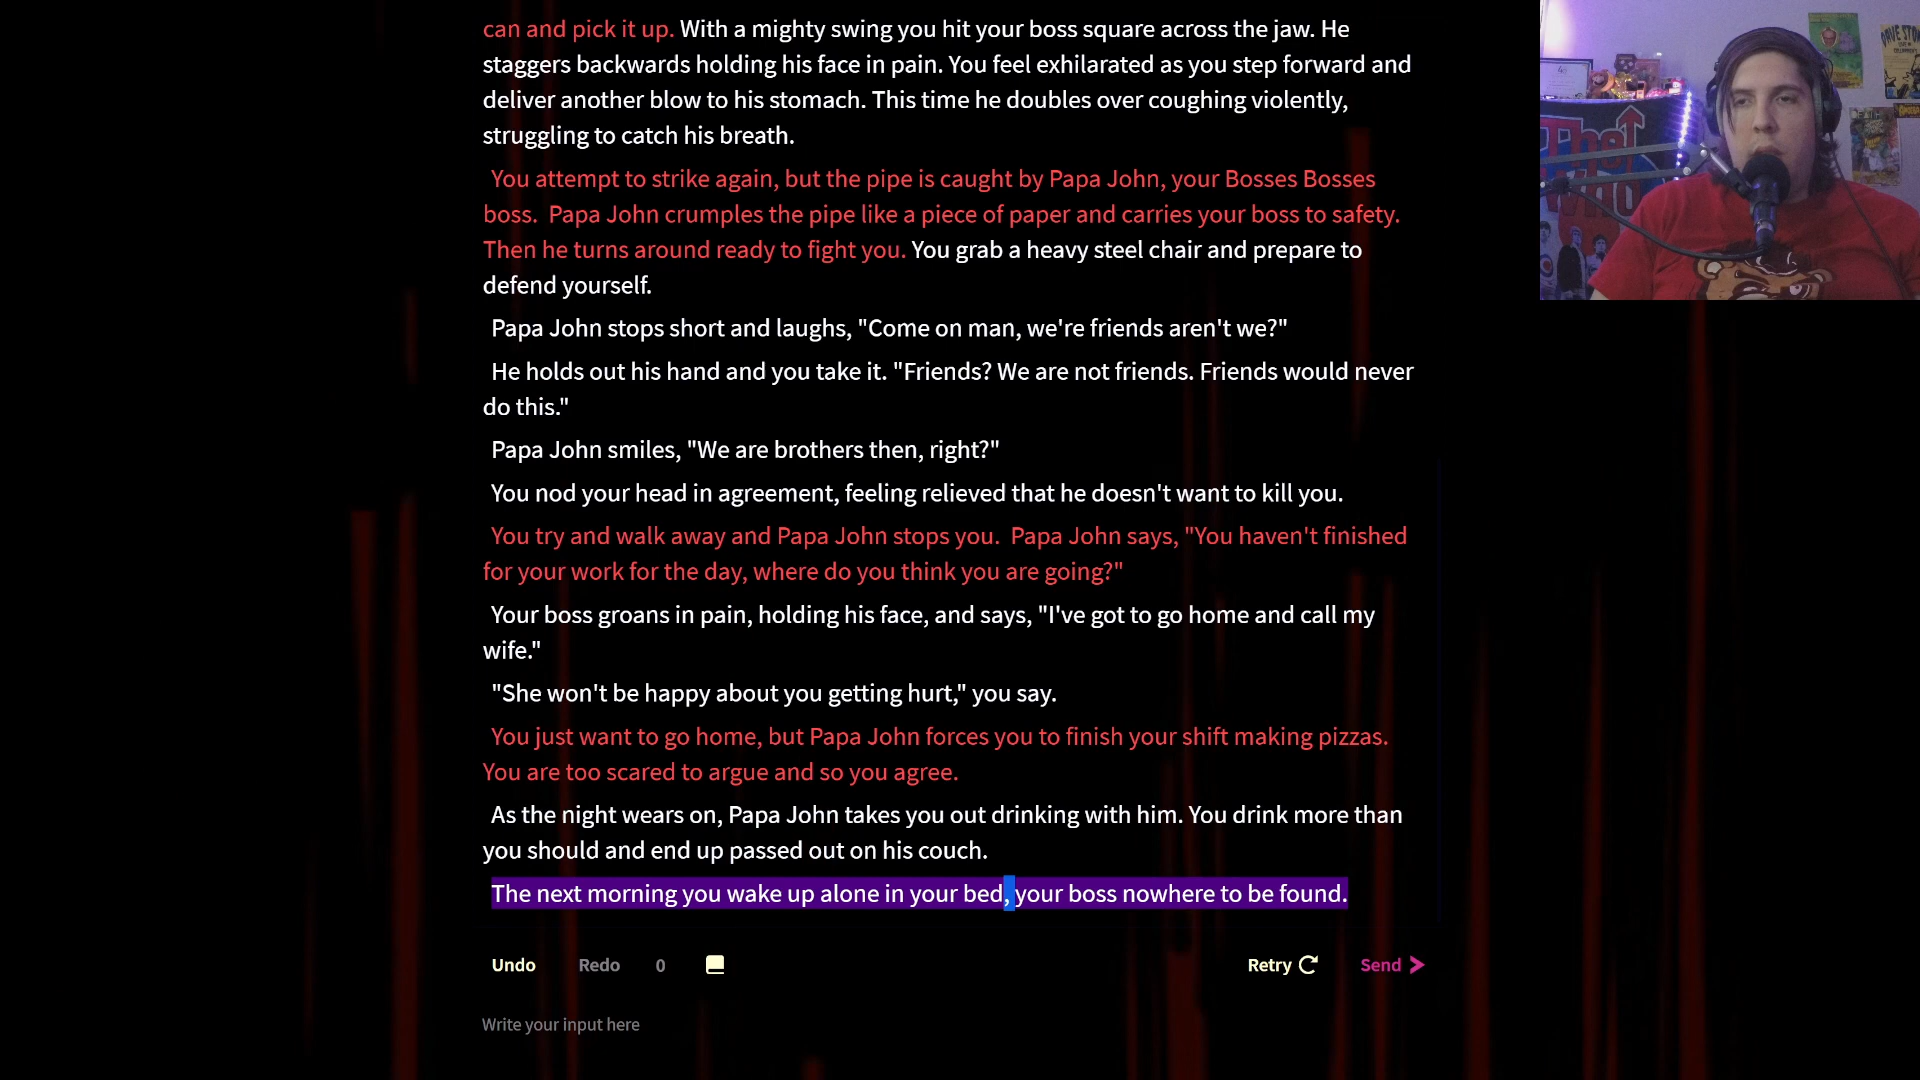 can and pick it up. With a mighty swing you hit your boss square across the jaw. He
staggers backwards holding his face in pain. You feel exhilarated as you step forward and
deliver another blow to his stomach. This time he doubles over coughing violently,
struggling to catch his breath.
You attempt to strike again, but the pipe is caught by Papa John, your Bosses Bosses
boss.  Papa John crumples the pipe like a piece of paper and carries your boss to safety.
Then he turns around ready to fight you. You grab a heavy steel chair and prepare to
defend yourself.
Papa John stops short and laughs, "Come on man, we're friends aren't we?"
He holds out his hand and you take it. "Friends? We are not friends. Friends would never
do this."
Papa John smiles, "We are brothers then, right?"
You nod your head in agreement, feeling relieved that he doesn't want to kill you.
You try and walk away and Papa John stops you.  Papa John says, "You haven't finished
for your work for the day, where do you think you are going?"
Your boss groans in pain, holding his face, and says, "I've got to go home and call my
wife."
"She won't be happy about you getting hurt," you say.
You just want to go home, but Papa John forces you to finish your shift making pizzas.
You are too scared to argue and so you agree.
As the night wears on, Papa John takes you out drinking with him. You drink more than
you should and end up passed out on his couch.
The next morning you wake up alone in your bed, your boss nowhere to be found.
Undo Redo 0 Retry Send
Write your input here
The
WHO